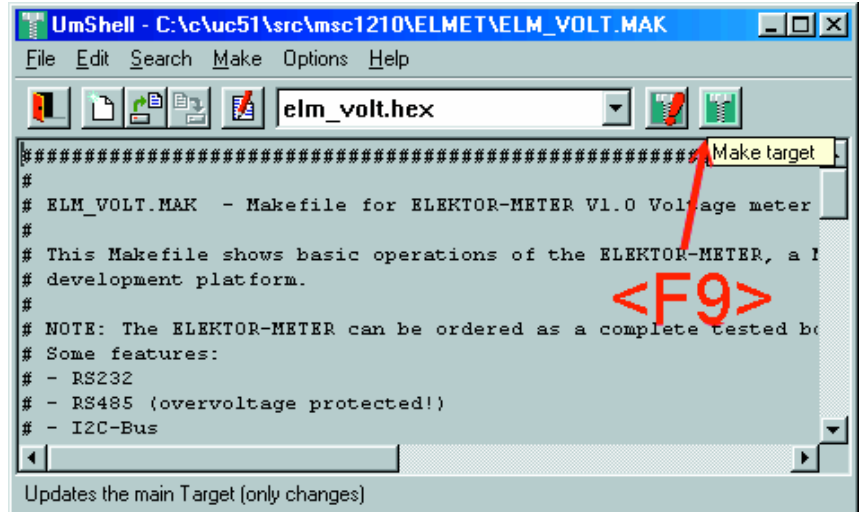 UmShell - C:\c\uc51\src\msc1210\ELMET\ELM_VOLT.MAK
File Edit Search Make Options Help
elm_volt.hex
Make target
################################################################
#
# ELM_VOLT.MAK - Makefile for ELEKTOR-METER V1.0 Voltage meter
#
# This Makefile shows basic operations of the ELEKTOR-METER, a
# development platform.
#
<F9>
# NOTE: The ELEKTOR-METER can be ordered as a complete tested
# Some features:
# - RS232
# - RS485 (overvoltage protected!)
# - I2C-Bus
Updates the main Target (only changes)